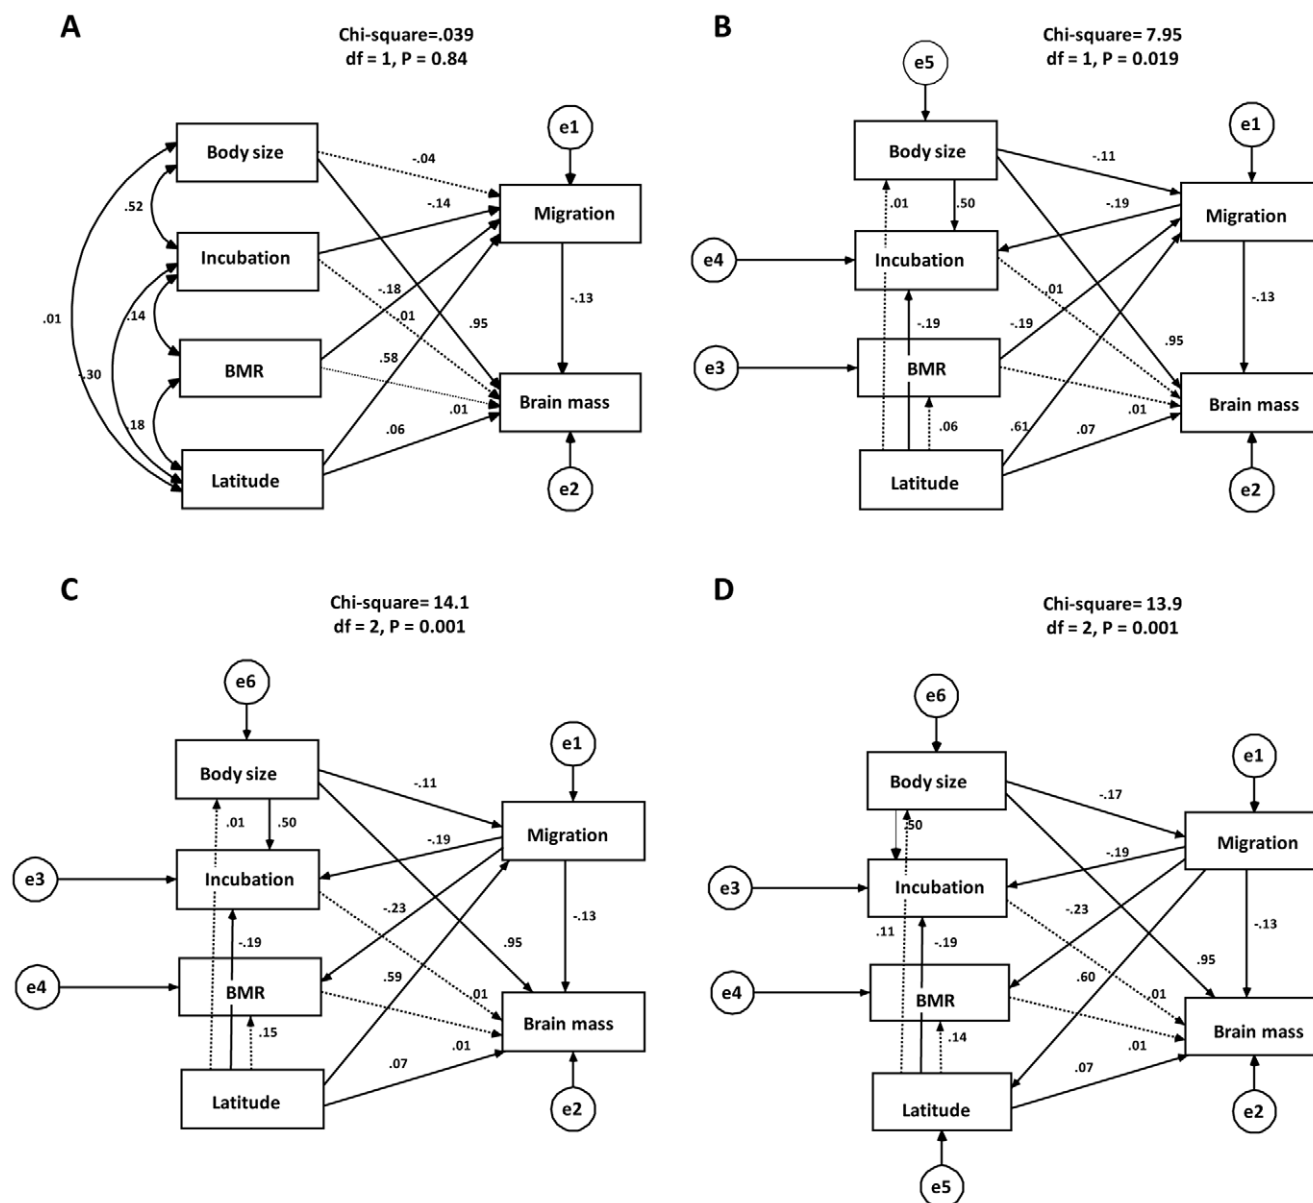 A
Chi-square=.039
df = 1, P = 0.84
e1
Body size
-.04
-.14
Migration
.52
Incubation
-.18
.01
-.13
.01
.14
.95
.58
-.30
BMR
.01
Brain mass
.18
.06
Latitude
e2
B
Chi-square= 7.95
df = 1, P = 0.019
e5
e1
Body size
-.11
.01
.50
-.19
Migration
e4
Incubation
.01
-.13
-.19
-.19
.95
e3
BMR
.01
Brain mass
.06
.61
.07
Latitude
e2
C
Chi-square= 14.1
df = 2, P = 0.001
e6
e1
Body size
-.11
.01
.50
-.19
Migration
e3
Incubation
-.23
-.13
-.19
.95
.59
e4
BMR
.01
Brain mass
.15
.01
.07
Latitude
e2
D
Chi-square= 13.9
df = 2, P = 0.001
e6
e1
Body size
-.17
.50
-.19
Migration
e3
Incubation
-.23
.11
-.19
-.13
.95
.60
e4
BMR
.01
Brain mass
.14
.01
.07
Latitude
e2
e5